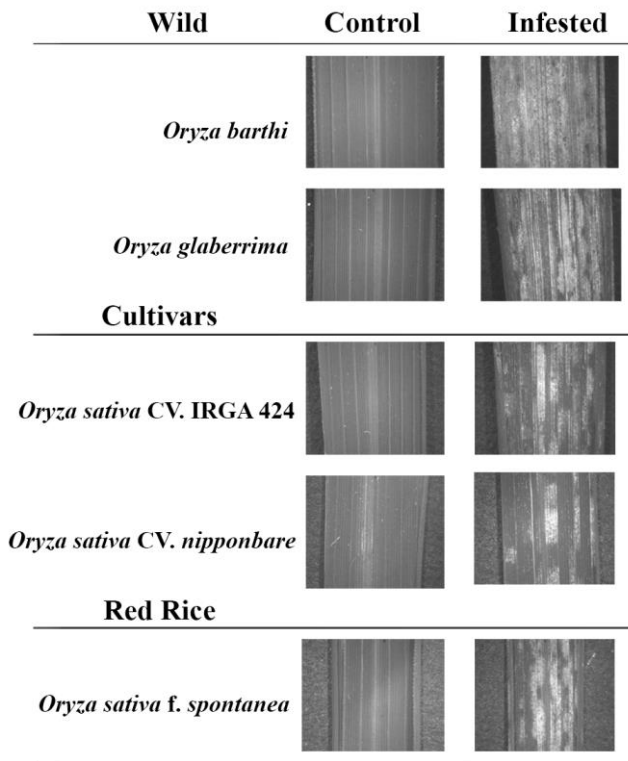 Wild Control Infested
Oryza barthi
Oryza glaberrima
Cultivars
Oryza sativa CV. IRGA 424
Oryza sativa CV. nipponbare
Red Rice
Oryza sativa f. spontanea